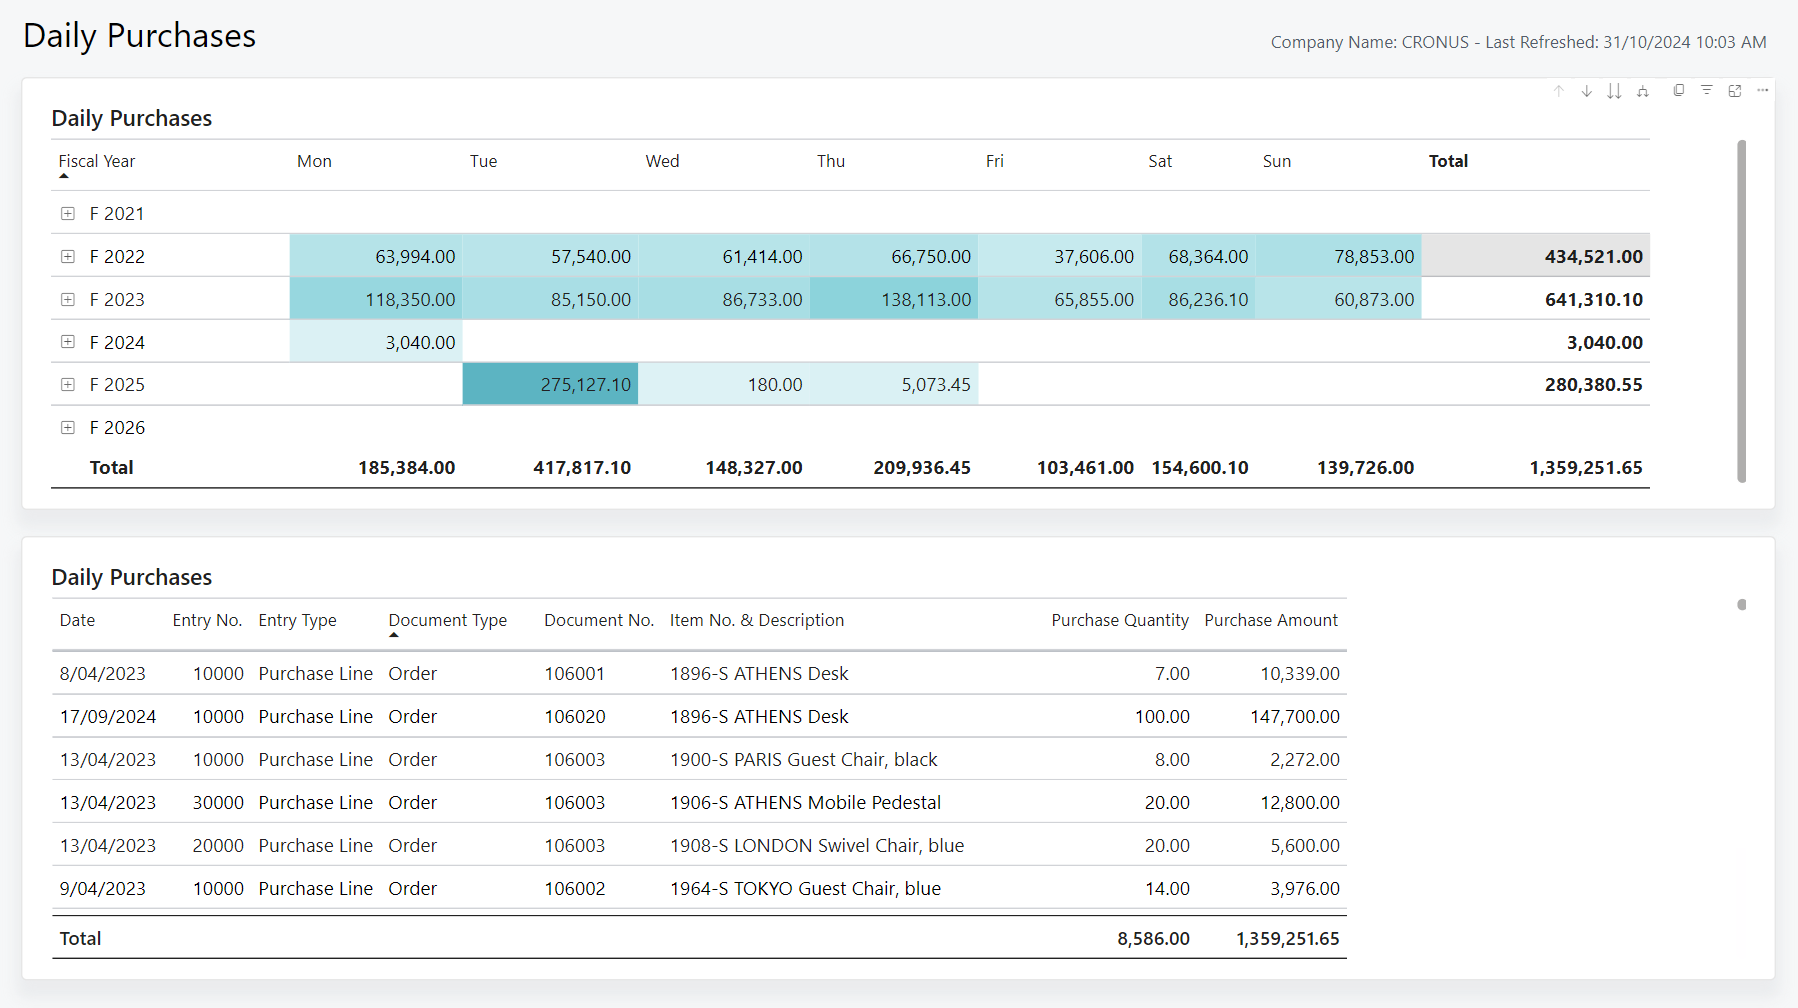 Daily Purchases
Company Name: CRONUS - Last Refreshed: 31/10/2024 10:03 AM
Daily Purchases
Fiscal Year Mon Tue Wed Thu Fri Sat Sun Total
F 2021
F 2022 63,994.00 57,540.00 61,414.00 66,750.00 37,606.00 68,364.00 78,853.00 434,521.00
F 2023 118,350.00 85,150.00 86,733.00 138,113.00 65,855.00 86,236.10 60,873.00 641,310.10
F 2024 3,040.00 3,040.00
F 2025 275,127.10 180.00 5,073.45 280,380.55
F 2026
Total 185,384.00 417,817.10 148,327.00 209,936.45 103,461.00 154,600.10 139,726.00 1,359,251.65
Daily Purchases
Date Entry No. Entry Type Document Type Document No. Item No. & Description Purchase Quantity Purchase Amount
8/04/2023 10000 Purchase Line Order 106001 1896-S ATHENS Desk 7.00 10,339.00
17/09/2024 10000 Purchase Line Order 106020 1896-S ATHENS Desk 100.00 147,700.00
13/04/2023 10000 Purchase Line Order 106003 1900-S PARIS Guest Chair, black 8.00 2,272.00
13/04/2023 30000 Purchase Line Order 106003 1906-S ATHENS Mobile Pedestal 20.00 12,800.00
13/04/2023 20000 Purchase Line Order 106003 1908-S LONDON Swivel Chair, blue 20.00 5,600.00
9/04/2023 10000 Purchase Line Order 106002 1964-S TOKYO Guest Chair, blue 14.00 3,976.00
Total 8,586.00 1,359,251.65